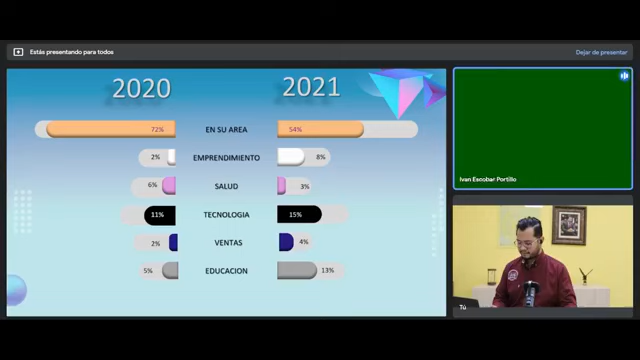 Estás presentando para todos
Dejar de presentar
2020 2021
72% EN SU AREA 54%
2% EMPRENDIMIENTO 8%
6% SALUD 3%
11% TECNOLOGIA 15%
2% VENTAS 4%
5% EDUCACION 13%
Ivan Escobar Portillo
Tú